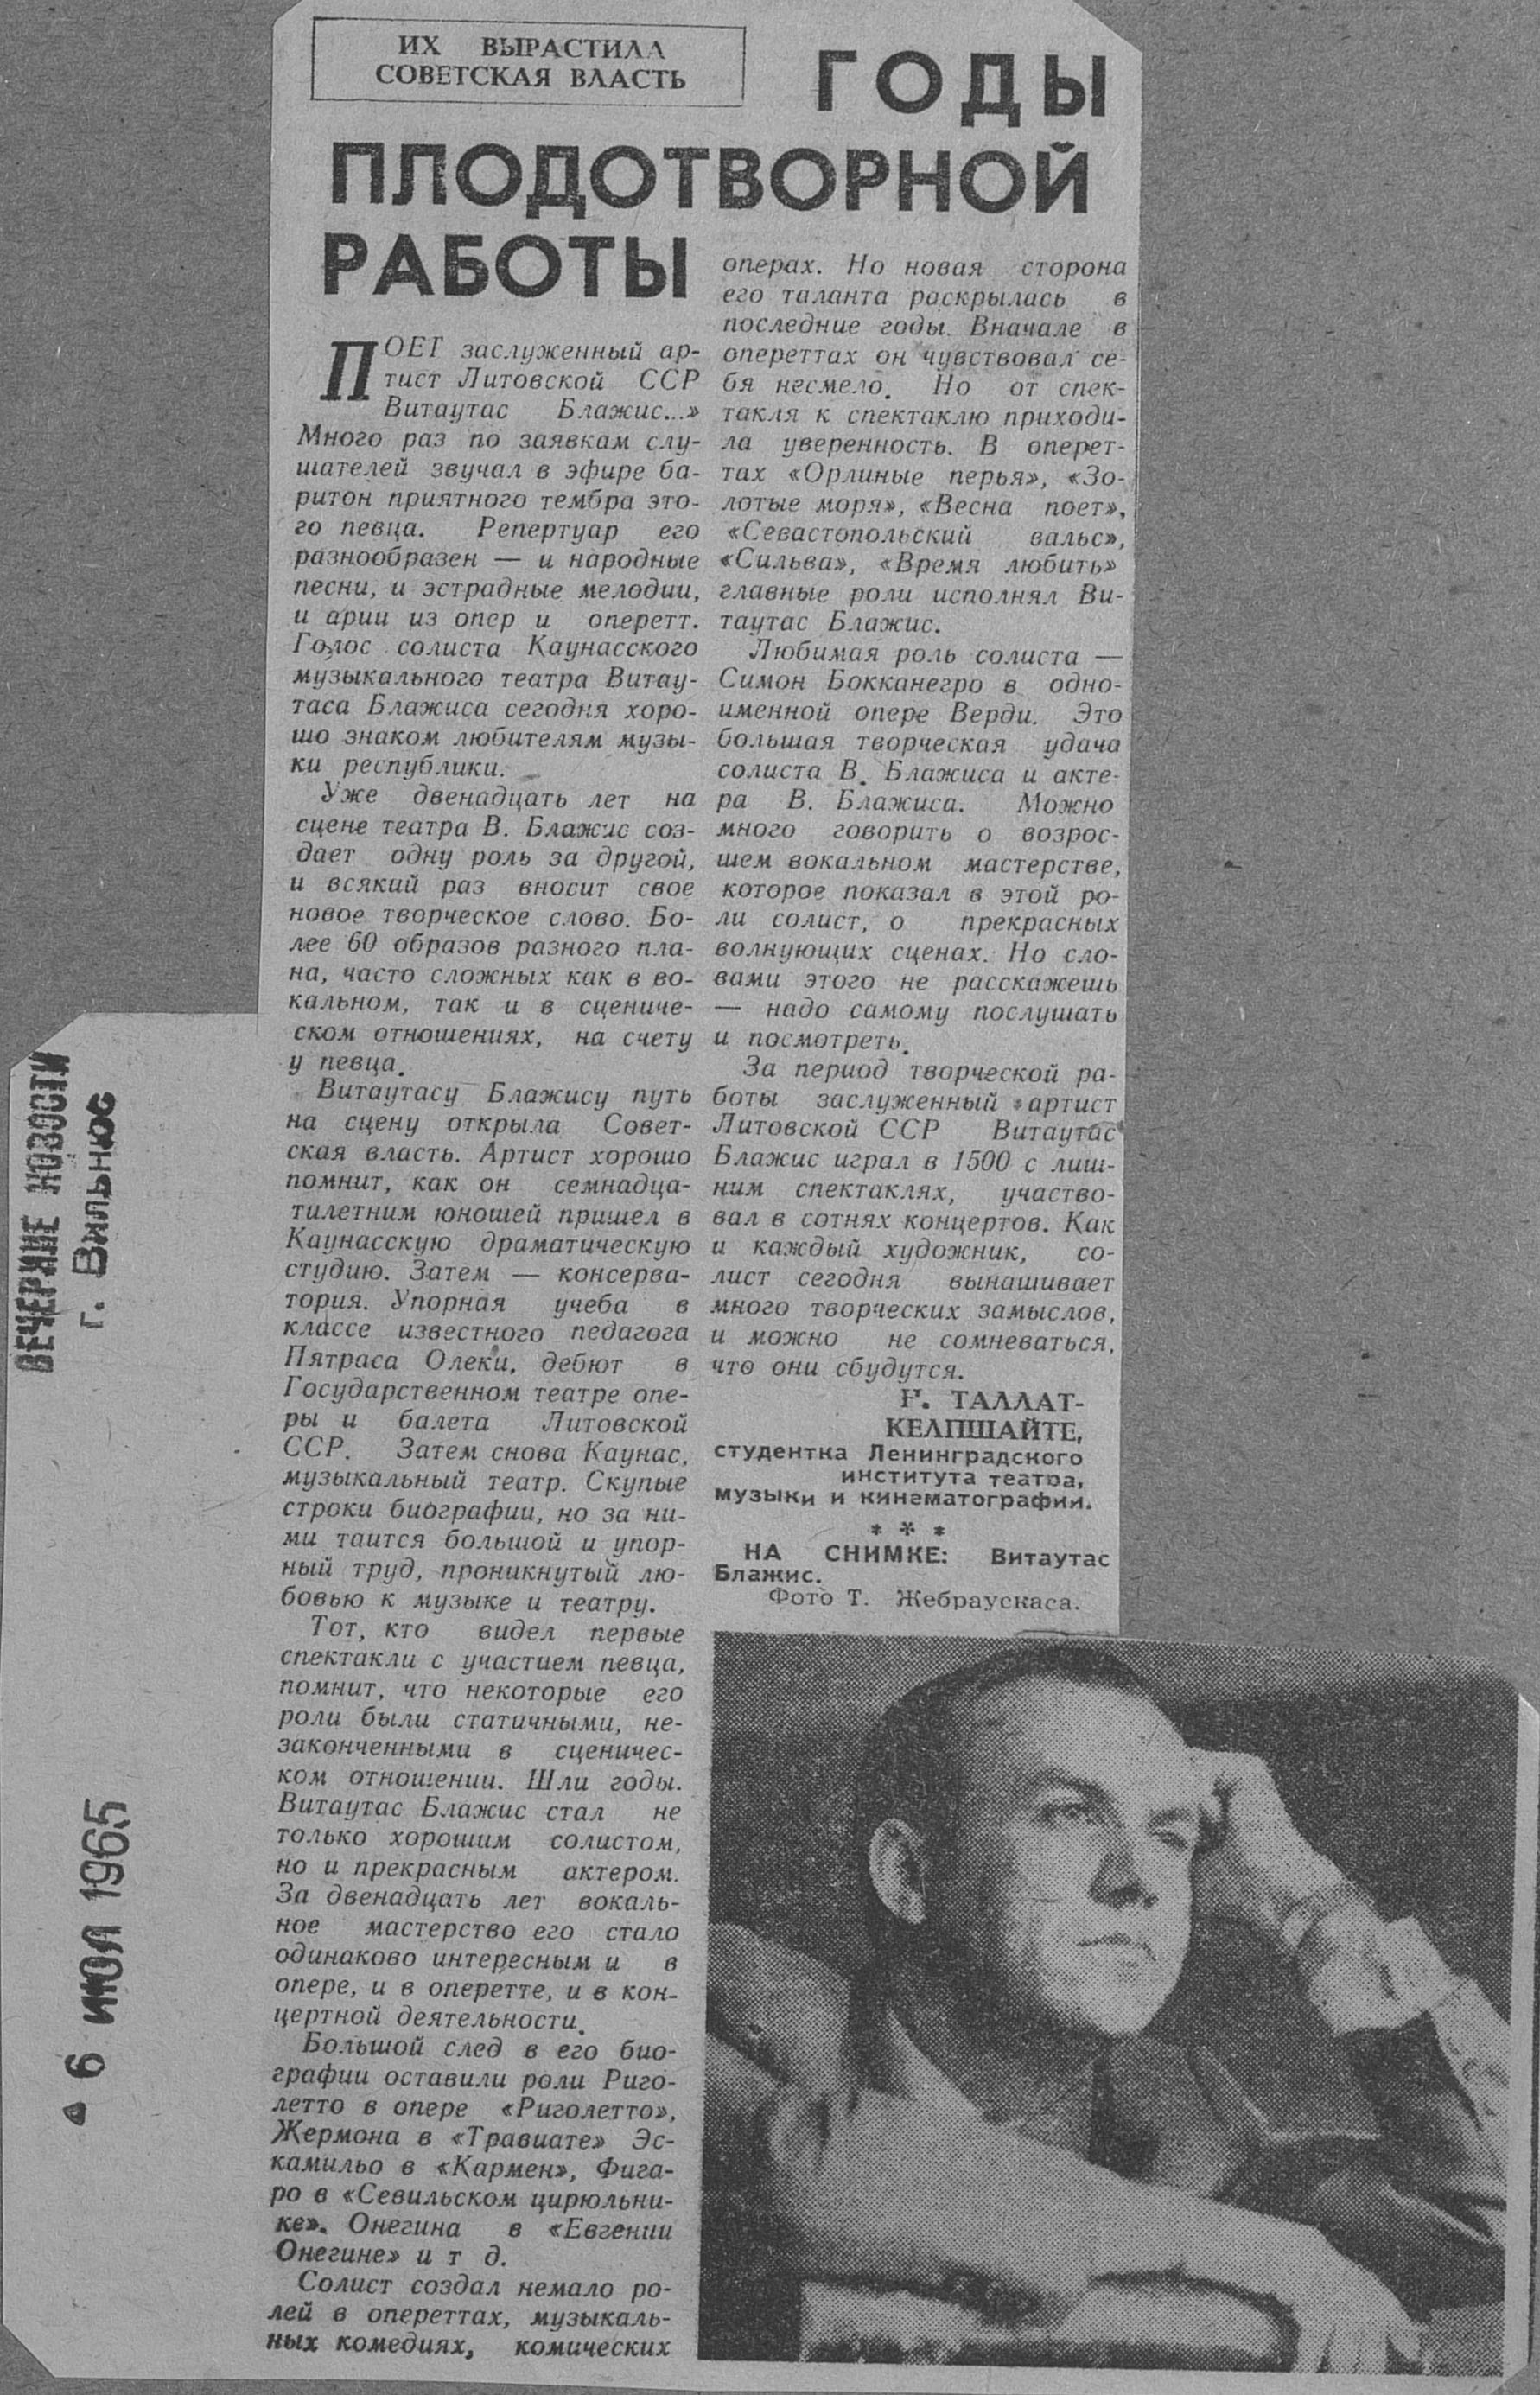 ИХ ВЫРАСТИЛА
СОВЕТСКАЯ ВЛАСТЬ
ГОДЫ
ПЛОДОТВОРНОЙ
РАБОТЫ
ПОЕТ заслуженный ар-
тист Литовской ССР
Витаутас Блажис...»
Много раз по заявкам слу-
шателей звучал в эфире ба-
ритон приятного тембра это-
го певца. Репертуар его
разнообразен — и народные
песни, и эстрадные мелодии,
и арии из опер и оперетт.
Голос солиста Каунасского
музыкального театра Витау-
таса Блажиса сегодня хоро-
шо знаком любителям музы-
ки республики.
Уже двенадцать лет на
сцене театра В. Блажис соз-
дает одну роль за другой,
и всякий раз вносит свое
новое творческое слово. Бо-
лее 60 образов разного пла-
на, часто сложных как в во-
кальном, так и в сцениче-
ском отношениях, на счету
у певца.
Витаутасу Блажису путь
на сцену открыла Совет-
ская власть. Артист хорошо
помнит, как он семнадца-
тилетним юношей пришел в
Каунасскую драматическую
студию. Затем — консерва-
тория. Упорная учеба в
классе известного педагога
Пятраса Олеки, дебют в
Государственном театре опе-
ры и балета Литовской
ССР. Затем снова Каунас,
музыкальный театр. Скупые
строки биографии, но за ни-
ми таится большой и упор-
ный труд, проникнутый лю-
бовью к музыке и театру.
Тот, кто видел первые
спектакли с участием певца,
помнит, что некоторые его
роли были статичными, не-
законченными в сценичес-
ком отношении. Шли годы.
Витаутас Блажис стал не
только хорошим солистом,
но и прекрасным актером.
За двенадцать лет вокаль-
ное мастерство его стало
одинаково интересным и в
опере, и в оперетте, и в кон-
цертной деятельности.
Большой след в его био-
графии оставили роли Риго-
летто в опере «Риголетто»,
Жермона в «Травиате» Эс-
камильо в «Кармен», Фига-
ро в «Севильском цирюльни-
ке». Онегина в «Евгении
Онегине» и т д.
Солист создал немало ро-
лей в опереттах, музыкаль-
ных комедиях, комических
операх. Но новая сторона
его таланта раскрылась в
последние годы. Вначале в
опереттах он чувствовал се-
бя несмело. Но от спек-
такля к спектаклю приходи-
ла уверенность. В оперет-
тах «Орлиные перья», «Зо-
лотые моря», «Весна поет»,
«Севастопольский вальс»,
«Сильва», «Время любить»
главные роли исполнял Ви-
таутас Блажис.
Любимая роль солиста —
Симон Бокканегро в одно-
именной опере Верди. Это
большая творческая удача
солиста В. Блажиса и акте-
ра В. Блажиса. Можно
много говорить о возрос-
шем вокальном мастерстве,
которое показал в этой ро-
ли солист, о прекрасных
волнующих сценах. Но сло-
вами этого не расскажешь
— надо самому послушать
и посмотреть.
За период творческой ра-
боты заслуженный артист
Литовской ССР Витаутас
Блажис играл в 1500 с лиш-
ним спектаклях, участво-
вал в сотнях концертов. Как
и каждый художник, со-
лист сегодня вынашивает
много творческих замыслов,
и можно не сомневаться,
что они сбудутся.
ТАЛЛАТ-
КЕЛПШАЙТЕ,
студентка Ленинградского
института театра,
музыки и кинематографии.
* * *
НА СНИМКЕ: Витаутас
Блажис.
Фото Т. Жебраускаса.
ВЕЧЕРНИЕ НОВОСТИ
г. Вильнюс
6 ИЮЛ 1965